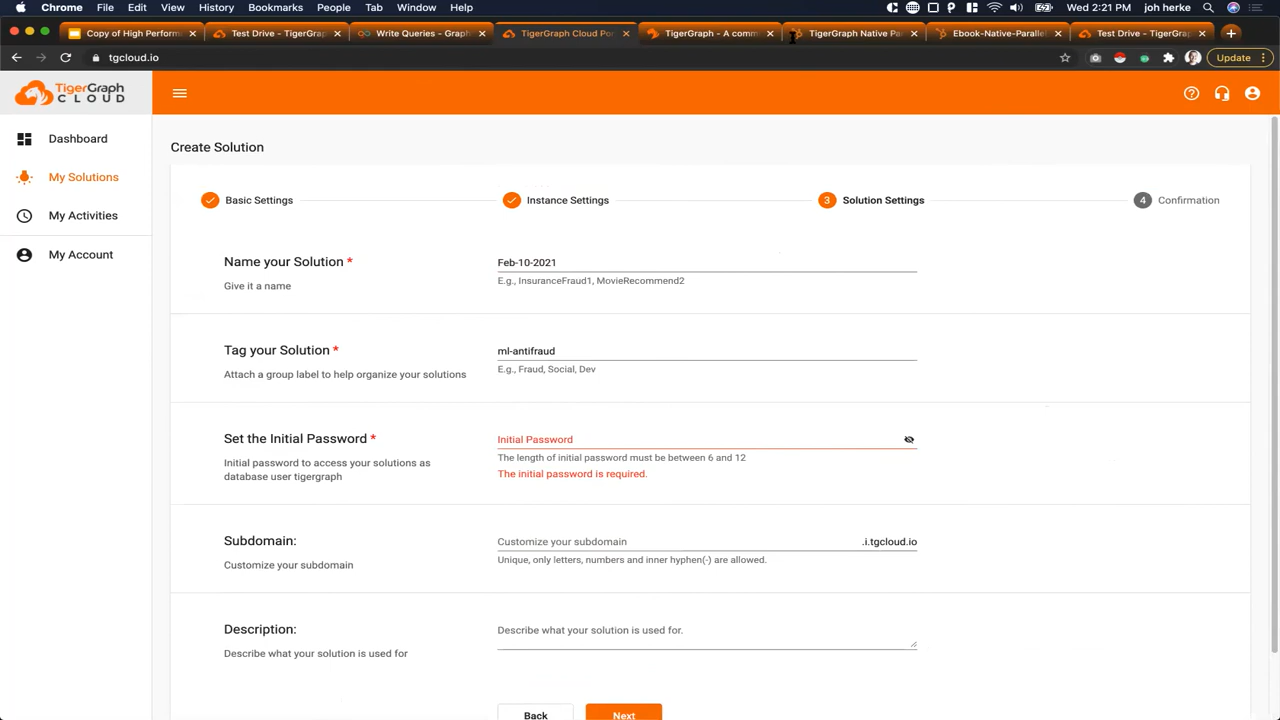 Chrome File Edit View History Bookmarks People Tab Window Help Wed 2:21 PM joh herke
Copy of High Perform Test Drive - TigerGraph Write Queries - Graph TigerGraph Cloud Por TigerGraph - A comm TigerGraph Native Par Ebook-Native-Parallel Test Drive - TigerGra
tgcloud.io Update
TigerGraph
CLOUD
Dashboard
My Solutions
My Activities
My Account
Create Solution
Basic Settings Instance Settings 3 Solution Settings 4 Confirmation
Name your Solution * Feb-10-2021
Give it a name E.g., InsuranceFraud1, MovieRecommend2
Tag your Solution * ml-antifraud
Attach a group label to help organize your solutions E.g., Fraud, Social, Dev
Set the Initial Password * Initial Password
Initial password to access your solutions as The length of initial password must be between 6 and 12
database user tigergraph The initial password is required.
Subdomain: Customize your subdomain .i.tgcloud.io
Customize your subdomain Unique, only letters, numbers and inner hyphen(-) are allowed.
Description: Describe what your solution is used for.
Describe what your solution is used for
Back Next